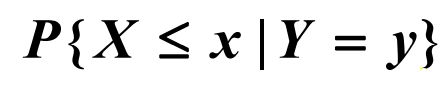 P{X ≤ x | Y = y}